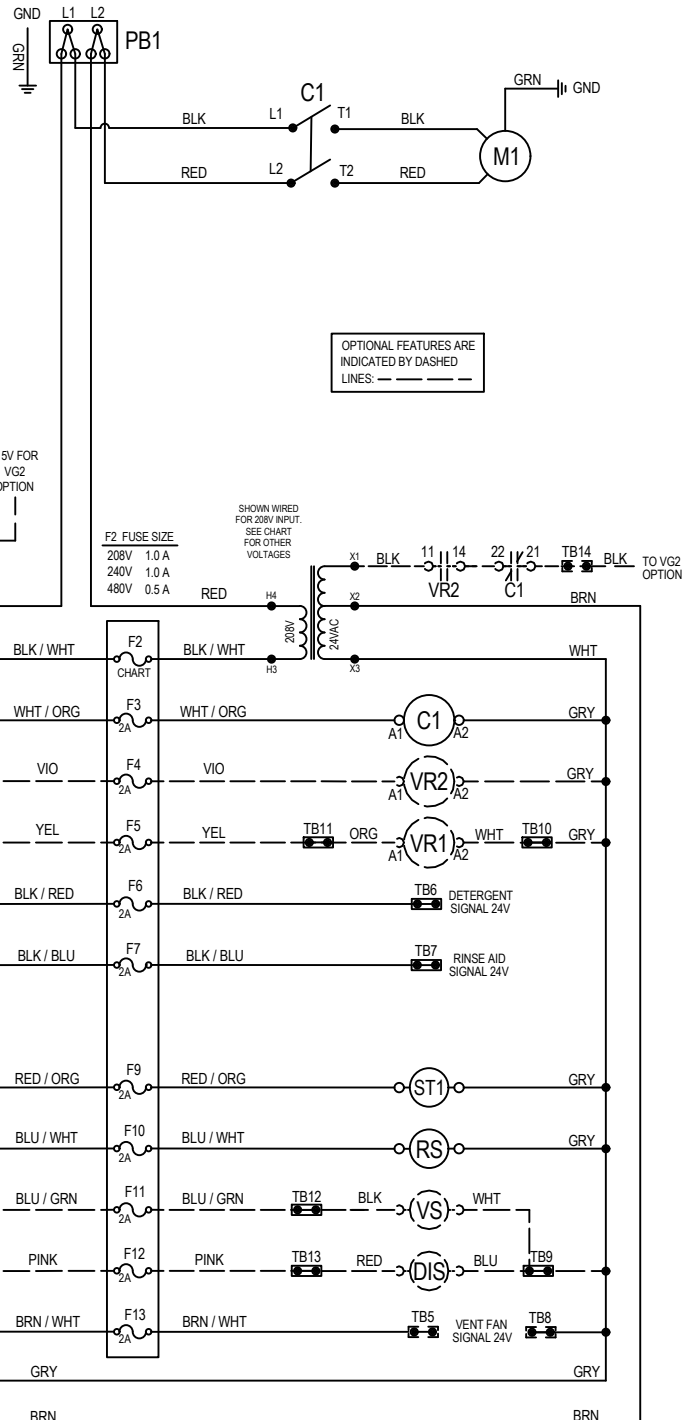 GND L1 L2
PB1
GRN
C1
GRN GND
BLK L1 T1 BLK
M1
RED L2 T2 RED
OPTIONAL FEATURES ARE
INDICATED BY DASHED
LINES:
5V FOR
VG2
OPTION
F2 FUSE SIZE
208V 1.0 A
240V 1.0 A
480V 0.5 A
SHOWN WIRED
FOR 208V INPUT.
SEE CHART
FOR OTHER
VOLTAGES
X1 BLK 11 14 22 21 TB14 BLK TO VG2
OPTION
VR2 C1
RED H4 X2 BRN
208V 24VAC
BLK / WHT F2 BLK / WHT H3 X3 WHT
CHART
WHT / ORG F3 WHT / ORG C1 GRY
2A A1 A2
VIO F4 VIO VR2 GRY
2A A1 A2
YEL F5 YEL TB11 ORG VR1 WHT TB10 GRY
2A A1 A2
BLK / RED F6 BLK / RED TB6 DETERGENT
SIGNAL 24V
2A
BLK / BLU F7 BLK / BLU TB7 RINSE AID
SIGNAL 24V
2A
RED / ORG F9 RED / ORG ST1 GRY
2A
BLU / WHT F10 BLU / WHT RS GRY
2A
BLU / GRN F11 BLU / GRN TB12 BLK VS WHT
2A
PINK F12 PINK TB13 RED DIS BLU TB9
2A
BRN / WHT F13 BRN / WHT TB5 VENT FAN
SIGNAL 24V TB8
2A
GRY GRY
BRN BRN